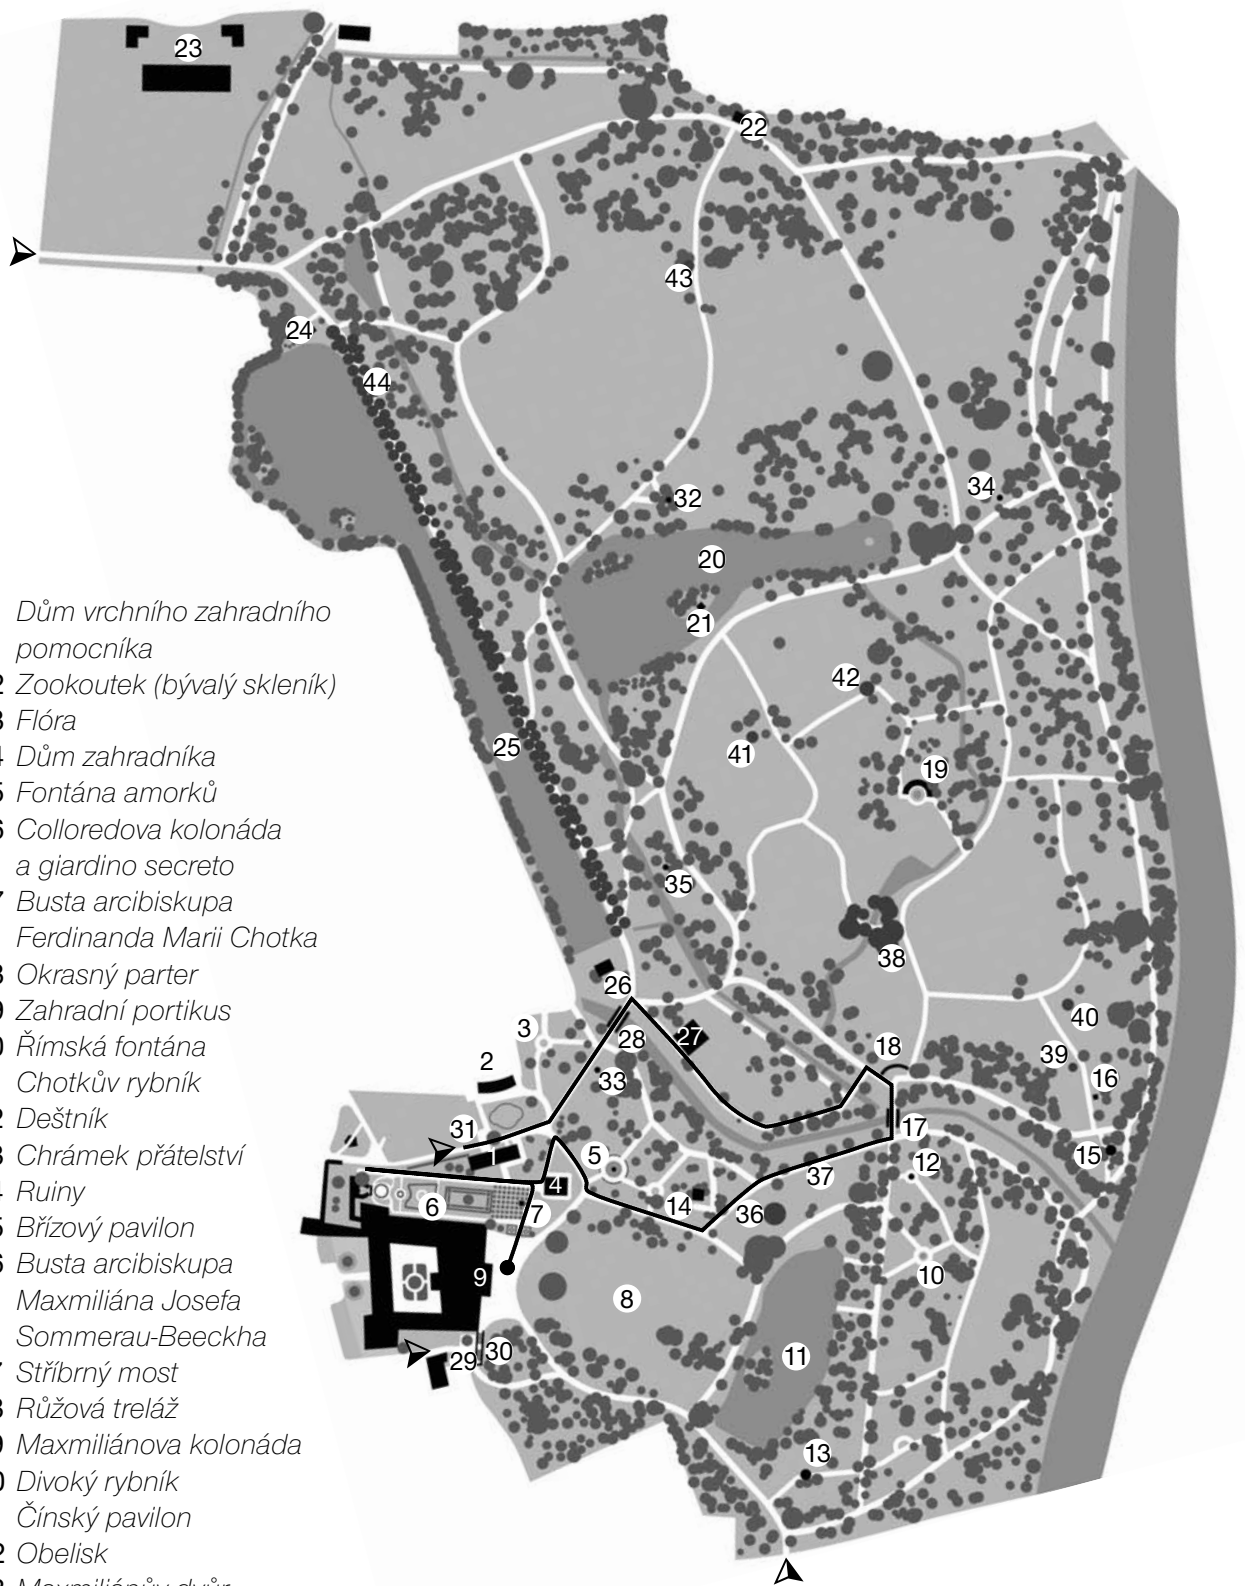 23
22
43
24
44
34
32
20
21
42
25
41
19
35
38
26
40
3
27
28
18
39
2
33
16
31
17
1
5
15
12
37
4
6
14
7
36
9
10
8
30
11
29
13
Dům vrchního zahradního
pomocníka
Zookoutek (bývalý skleník)
Flóra
Dům zahradníka
Fontána amorků
Colloredova kolonáda
a giardino secreto
Busta arcibiskupa
Ferdinanda Marii Chotka
Okrasný parter
Zahradní portikus
Římská fontána
Chotkův rybník
Deštník
Chrámek přátelství
Ruiny
Břízový pavilon
Busta arcibiskupa
Maxmiliána Josefa
Sommerau-Beeckha
Stříbrný most
Růžová treláž
Maxmiliánova kolonáda
Divoký rybník
Čínský pavilon
Obelisk
Maxmiliánův dvůr